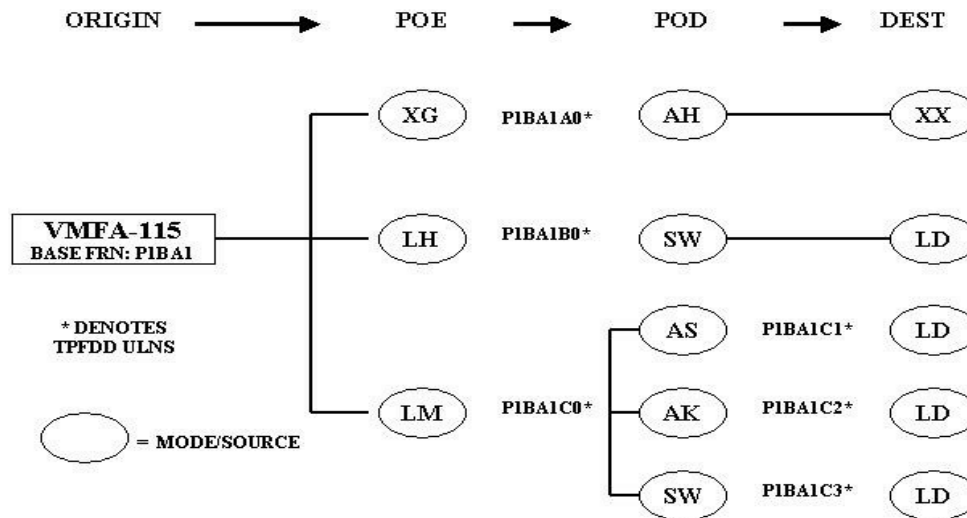 ORIGIN POE POD DEST
XG P1BA1A0* AH XX
VMFA-115
BASE FRN: P1BA1
LH P1BA1B0* SW LD
* DENOTES
TPFDD ULNS
AS P1BA1C1* LD
LM P1BA1C0* AK P1BA1C2* LD
= MODE/SOURCE
SW P1BA1C3* LD